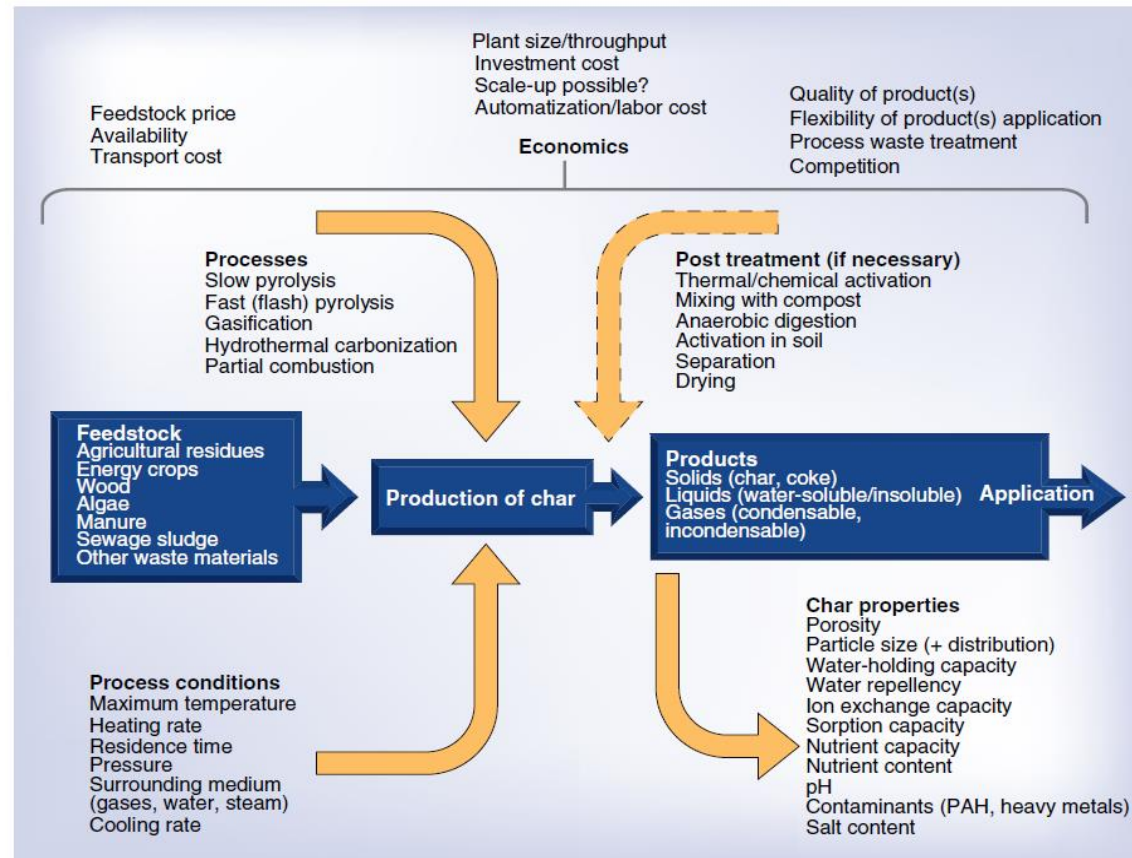 Plant size/throughput
Investment cost
Scale-up possible?
Automatization/labor cost
Feedstock price
Availability
Transport cost
Quality of product(s)
Flexibility of product(s) application
Process waste treatment
Competition
Economics
Processes
Slow pyrolysis
Fast (flash) pyrolysis
Gasification
Hydrothermal carbonization
Partial combustion
Post treatment (if necessary)
Thermal/chemical activation
Mixing with compost
Anaerobic digestion
Activation in soil
Separation
Drying
Feedstock
Agricultural residues
Energy crops
Wood
Algae
Manure
Sewage sludge
Other waste materials
Production of char
Products
Solids (char, coke)
Liquids (water-soluble/insoluble)
Gases (condensable,
incondensable)
Application
Process conditions
Maximum temperature
Heating rate
Residence time
Pressure
Surrounding medium
(gases, water, steam)
Cooling rate
Char properties
Porosity
Particle size (+ distribution)
Water-holding capacity
Water repellency
Ion exchange capacity
Sorption capacity
Nutrient capacity
Nutrient content
pH
Contaminants (PAH, heavy metals)
Salt content